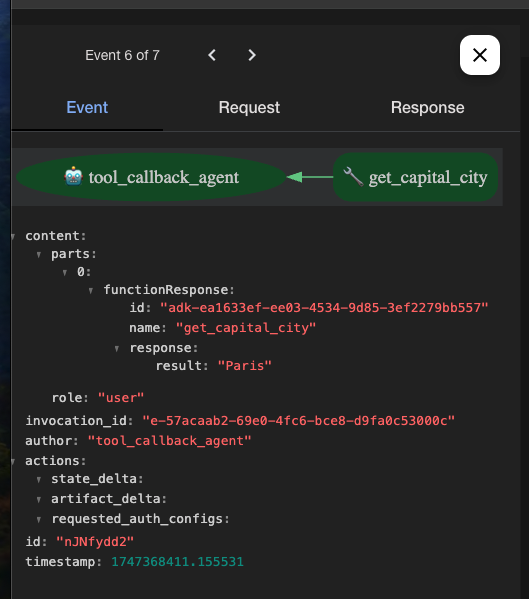 Event 6 of 7
Event
Request
Response
tool_callback_agent
get_capital_city
content:
parts:
0:
functionResponse:
id: "adk-ea1633ef-ee03-4534-9d85-3ef2279bb557"
name: "get_capital_city"
response:
result: "Paris"
role: "user"
invocation_id: "e-57acaab2-69e0-4fc6-bce8-d9fa0c53000c"
author: "tool_callback_agent"
actions:
state_delta:
artifact_delta:
requested_auth_configs:
id: "nJNfydd2"
timestamp: 1747368411.155531